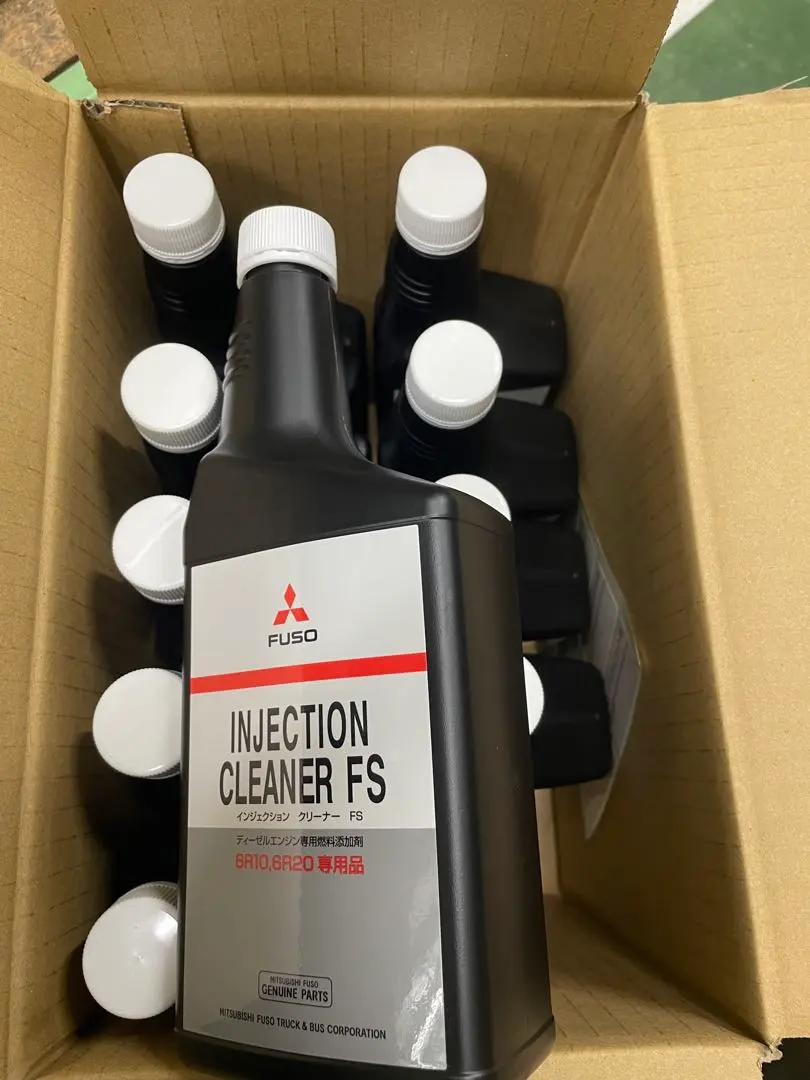 FUSO
INJECTION
CLEANER FS
インジェクション クリーナー FS
ディーゼルエンジン専用燃料添加剤
6R10,6R20 専用品
MITSUBISHI FUSO
GENUINE PARTS
MITSUBISHI FUSO TRUCK & BUS CORPORATION